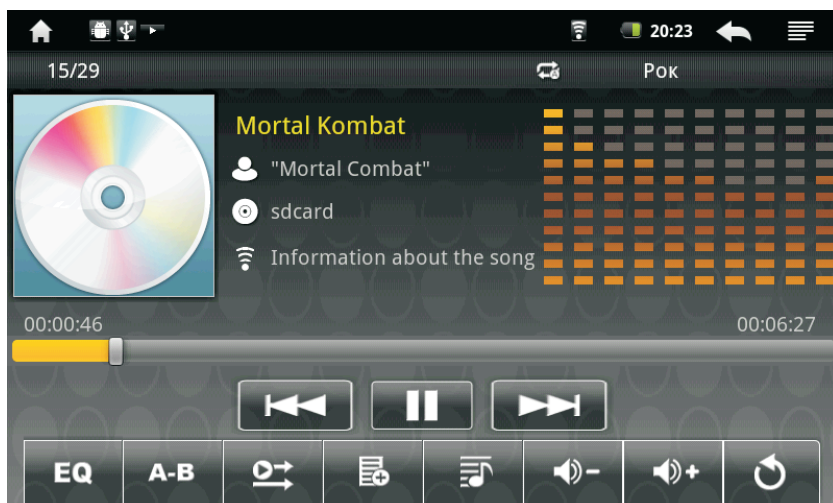 20:23
15/29
Рок
Mortal Kombat
"Mortal Combat"
sdcard
Information about the song
00:00:46 00:06:27
EQ A-B